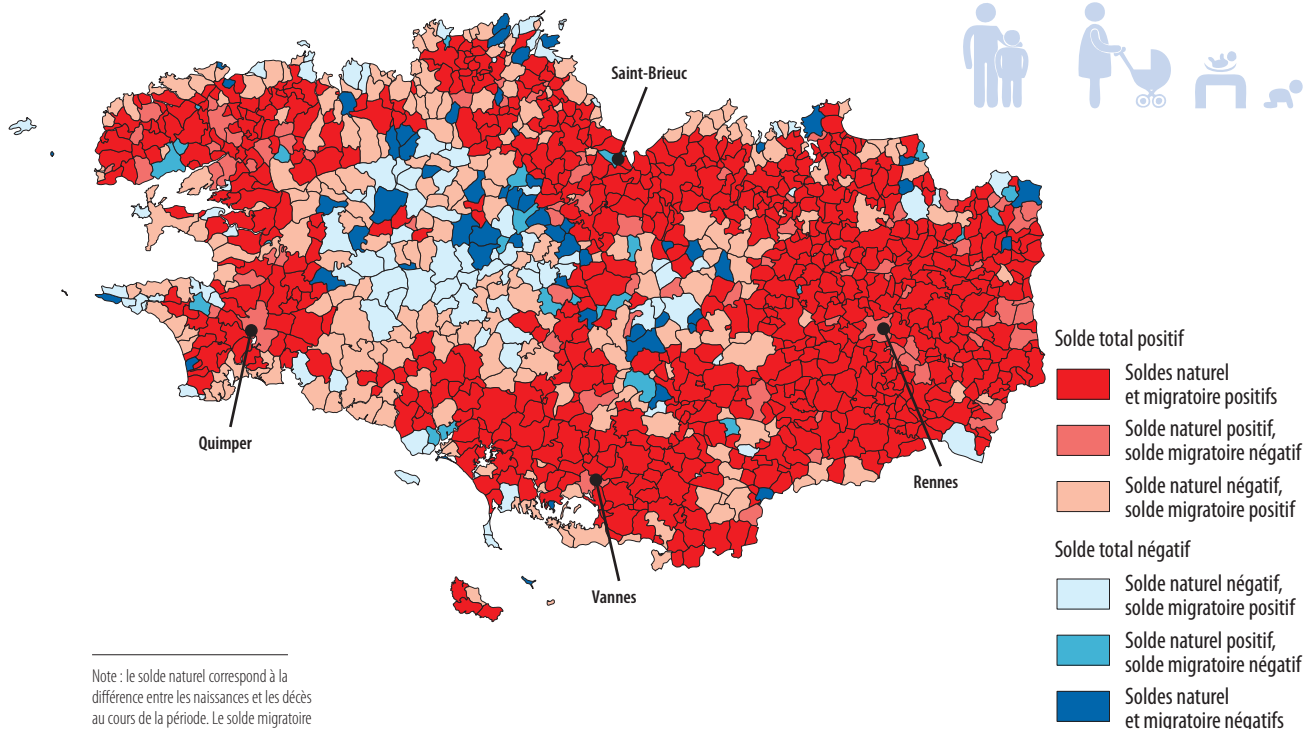 Saint-Brieuc
Quimper
Rennes
Vannes
Solde total positif
Soldes naturel
et migratoire positifs
Solde naturel positif,
solde migratoire négatif
Solde naturel négatif,
solde migratoire positif
Solde total négatif
Solde naturel négatif,
solde migratoire positif
Solde naturel positif,
solde migratoire négatif
Soldes naturel
et migratoire négatifs
Note : le solde naturel correspond à la
différence entre les naissances et les décès
au cours de la période. Le solde migratoire